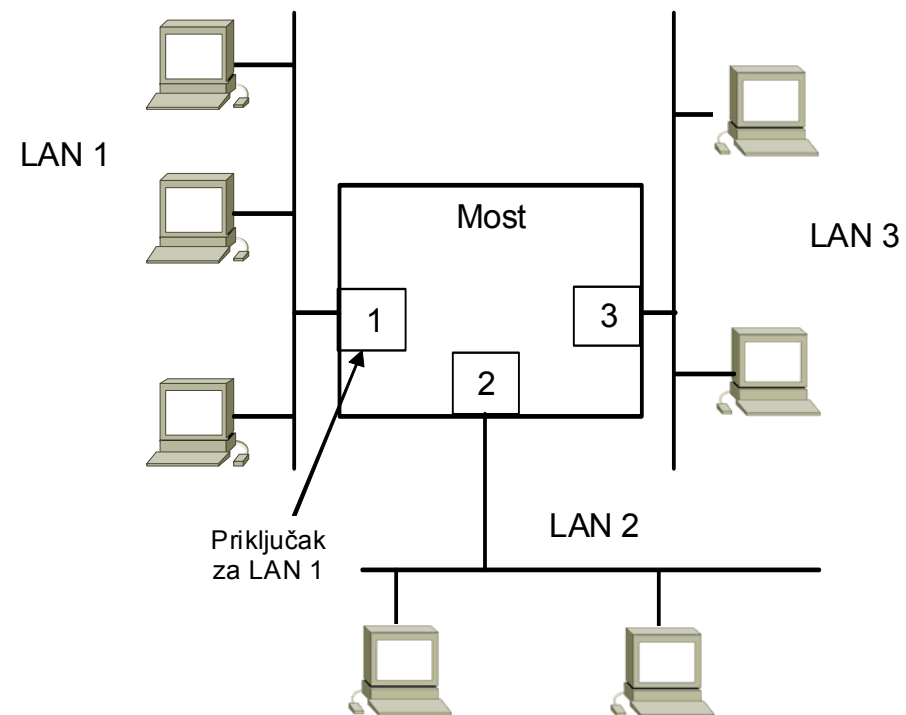 LAN 1
Most
LAN 3
1
3
2
Priključak
za LAN 1
LAN 2